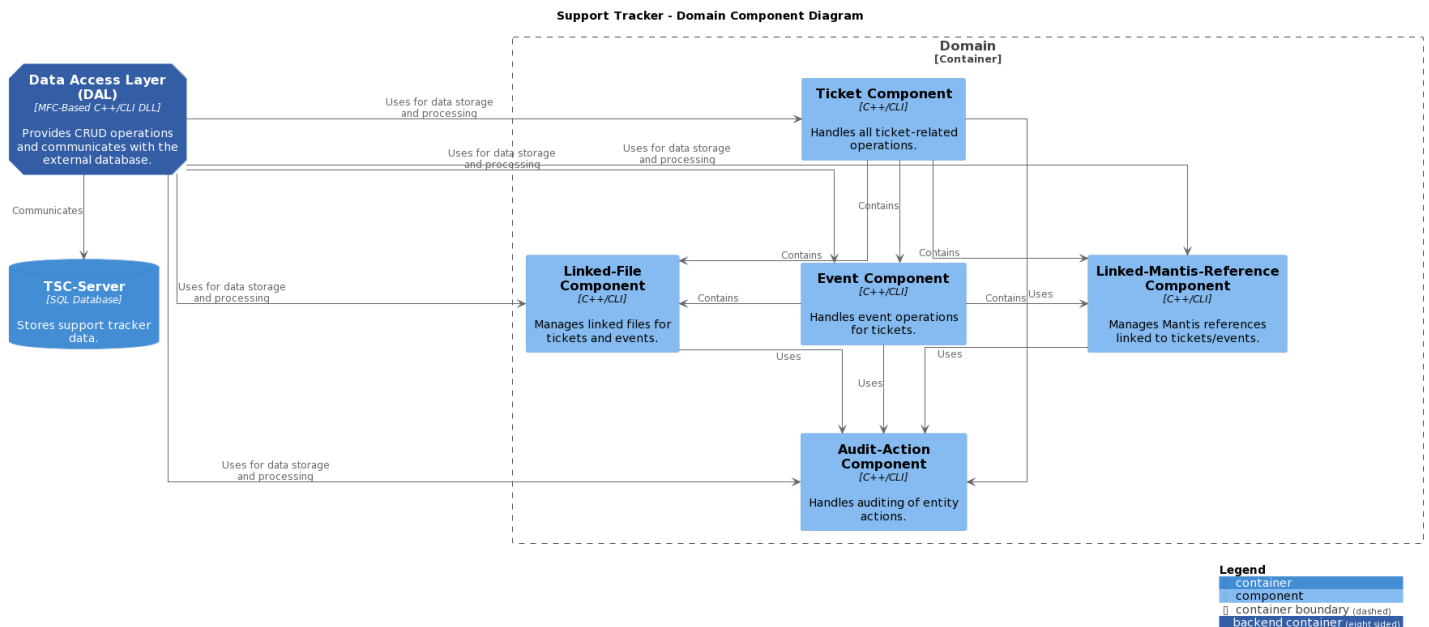 Support Tracker - Domain Component Diagram
Domain
[Container]
Data Access Layer
(DAL)
[MFC-Based C++/CLI DLL]
Provides CRUD operations
and communicates with the
external database.
Uses for data storage
and processing
Ticket Component
[C++/CLI]
Handles all ticket-related
operations.
Uses for data storage
and processing
Uses for data storage
and processing
Communicates
Contains
Contains
Contains
TSC-Server
[SQL Database]
Stores support tracker
data.
Uses for data storage
and processing
Linked-File
Component
[C++/CLI]
Manages linked files for
tickets and events.
Contains
Event Component
[C++/CLI]
Handles event operations
for tickets.
Contains
Uses
Linked-Mantis-Reference
Component
[C++/CLI]
Manages Mantis references
linked to tickets/events.
Uses
Uses
Uses
Uses for data storage
and processing
Audit-Action
Component
[C++/CLI]
Handles auditing of entity
actions.
Legend
container
component
container boundary (dashed)
backend container (eight sided)